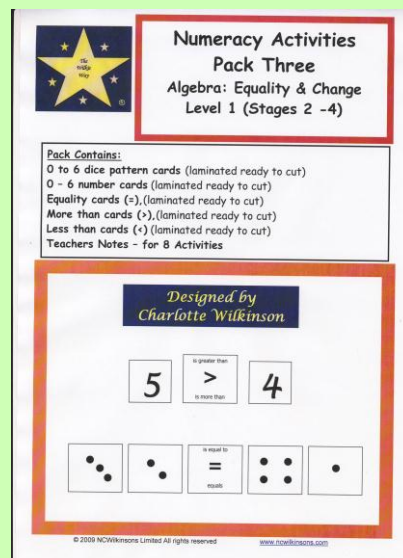 the
wilkie
way
®
Numeracy Activities
Pack Three
Algebra: Equality & Change
Level 1 (Stages 2 -4)
Pack Contains:
0 to 6 dice pattern cards (laminated ready to cut)
0 - 6 number cards (laminated ready to cut)
Equality cards (=),(laminated ready to cut)
More than cards (>),(laminated ready to cut)
Less than cards (<) (laminated ready to cut)
Teachers Notes - for 8 Activities
Designed by
Charlotte Wilkinson
is greater than
5 > 4
is more than
is equal to
=
equals
© 2009 NCWilkinsons Limited All rights reserved www.ncwilkinsons.com